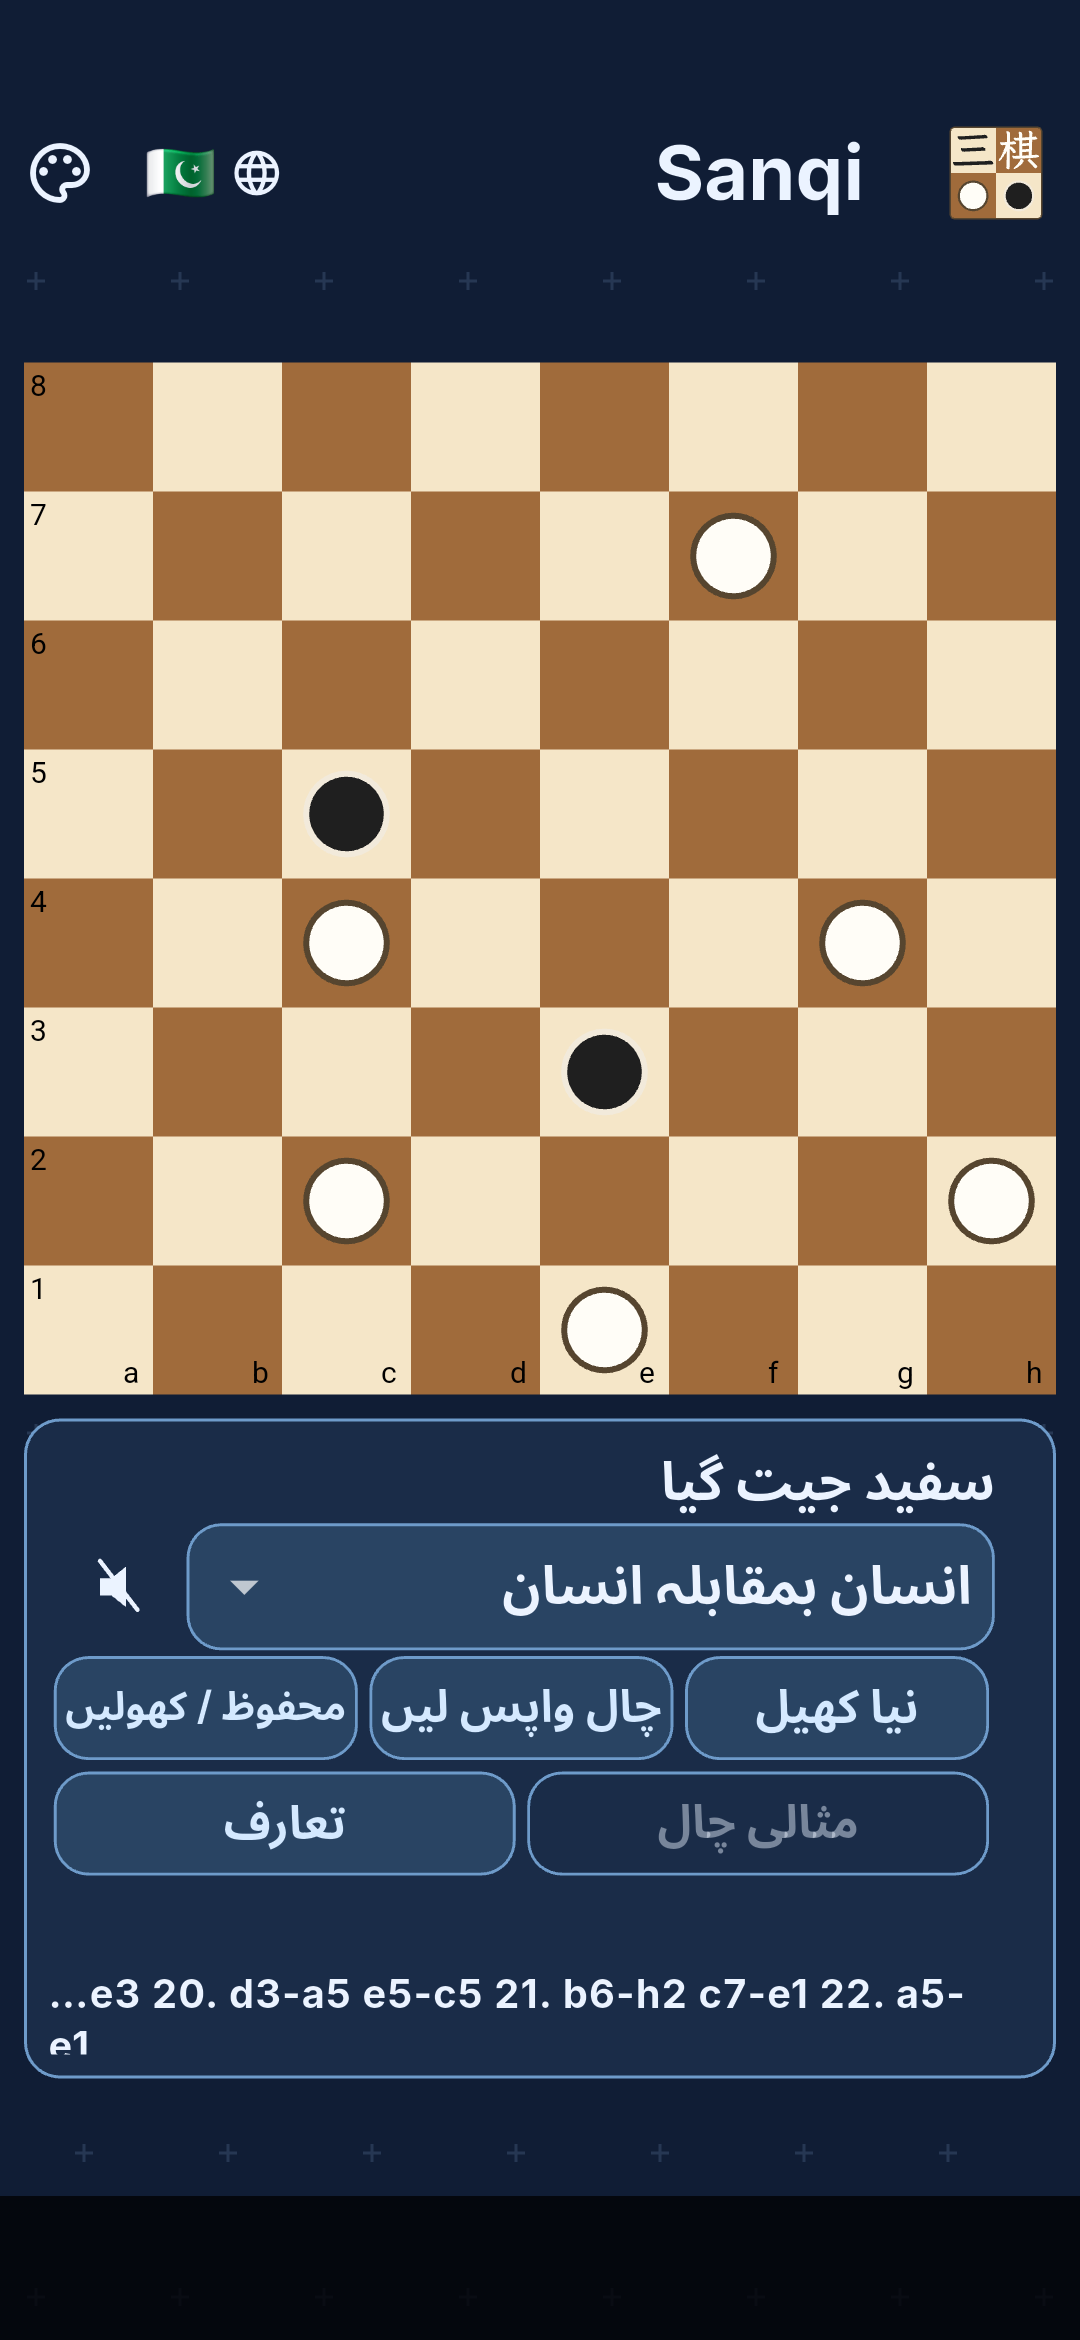 Sanqi
三棋
8
7
6
5
4
3
2
1
a b c d e f g h
سفید جیت گیا
انسان بمقابلہ انسان
نیا کھیل
چال واپس لیں
محفوظ / کھولیں
مثالی چال
تعارف
...e3 20. d3-a5 e5-c5 21. b6-h2 c7-e1 22. a5-
e1